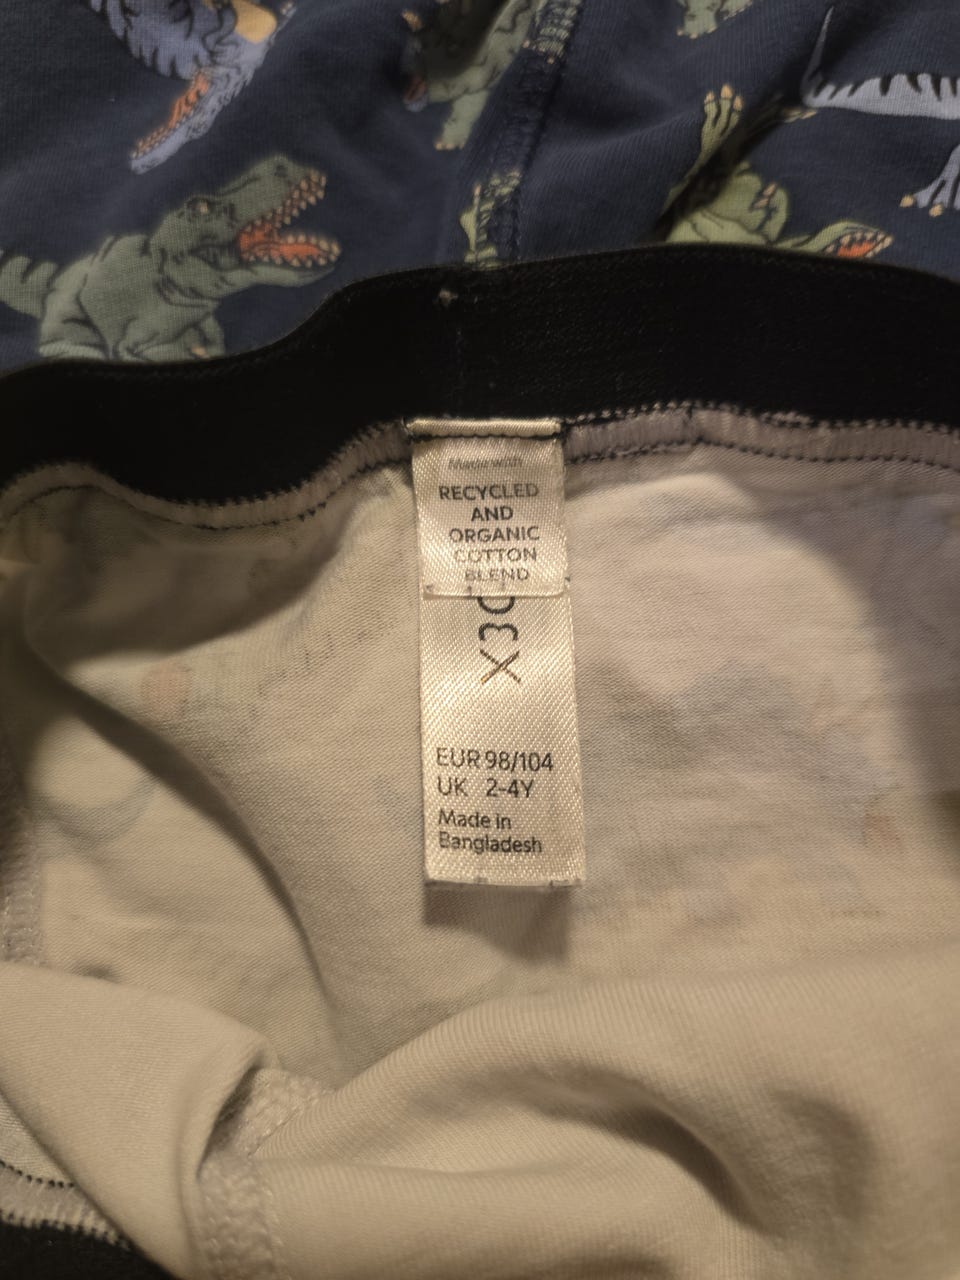 Made with
RECYCLED
AND
ORGANIC
COTTON
BLEND
EUR 98/104
UK 2-4Y
Made in
Bangladesh